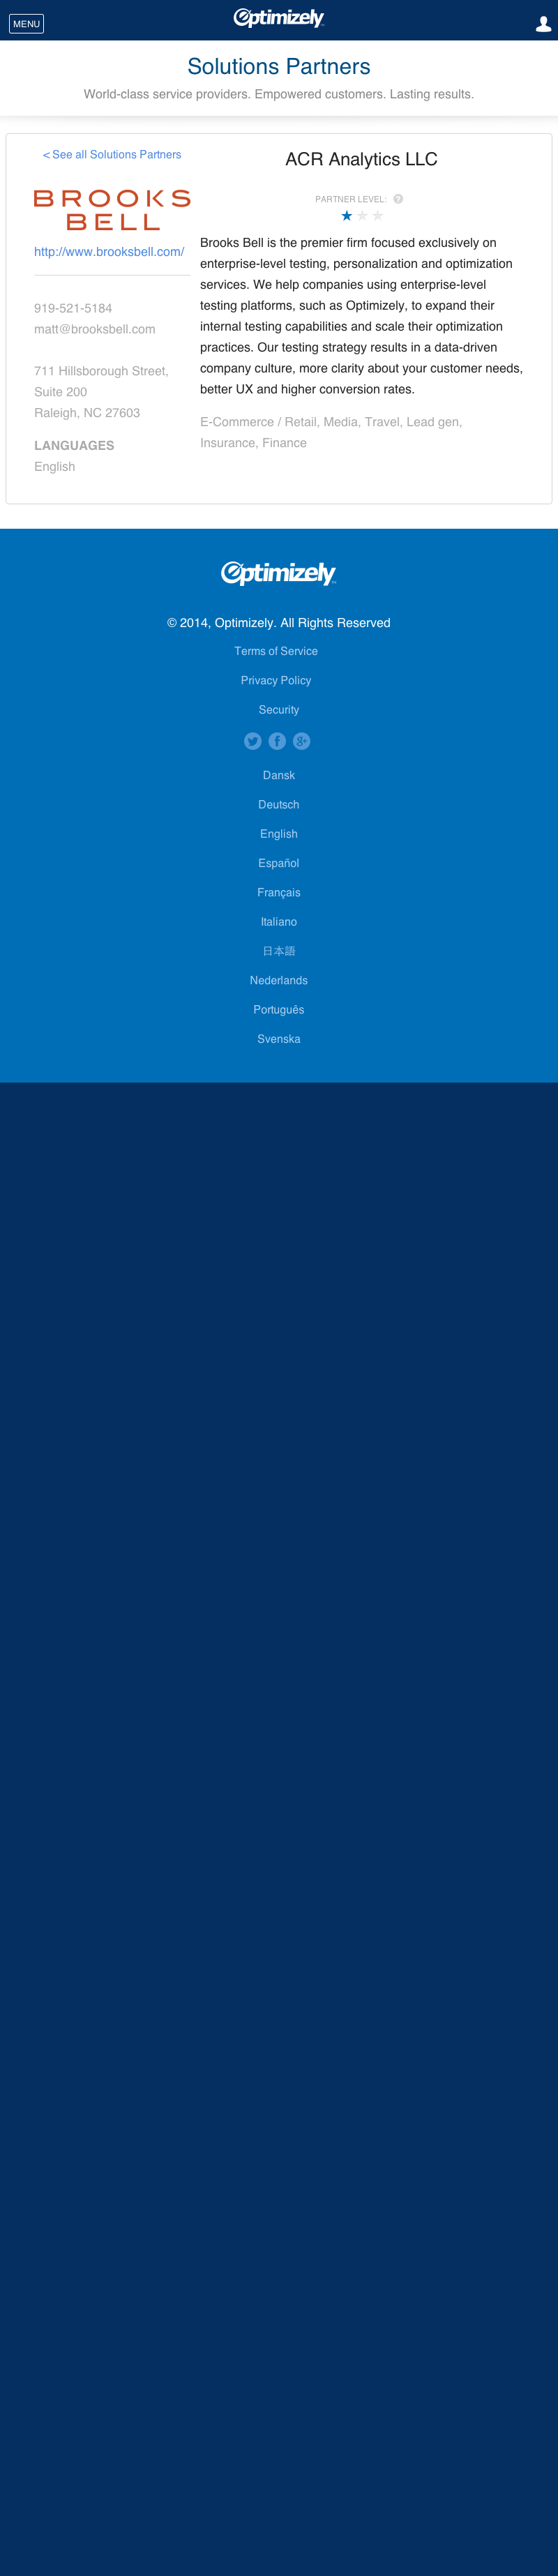 MENU
Optimizely
Solutions Partners
World-class service providers. Empowered customers. Lasting results.
< See all Solutions Partners
BROOKS
BELL
http://www.brooksbell.com/
919-521-5184
matt@brooksbell.com
711 Hillsborough Street,
Suite 200
Raleigh, NC 27603
LANGUAGES
English
ACR Analytics LLC
PARTNER LEVEL: ?
Brooks Bell is the premier firm focused exclusively on
enterprise-level testing, personalization and optimization
services. We help companies using enterprise-level
testing platforms, such as Optimizely, to expand their
internal testing capabilities and scale their optimization
practices. Our testing strategy results in a data-driven
company culture, more clarity about your customer needs,
better UX and higher conversion rates.
E-Commerce / Retail, Media, Travel, Lead gen,
Insurance, Finance
Optimizely
© 2014, Optimizely. All Rights Reserved
Terms of Service
Privacy Policy
Security
Dansk
Deutsch
English
Español
Français
Italiano
日本語
Nederlands
Português
Svenska